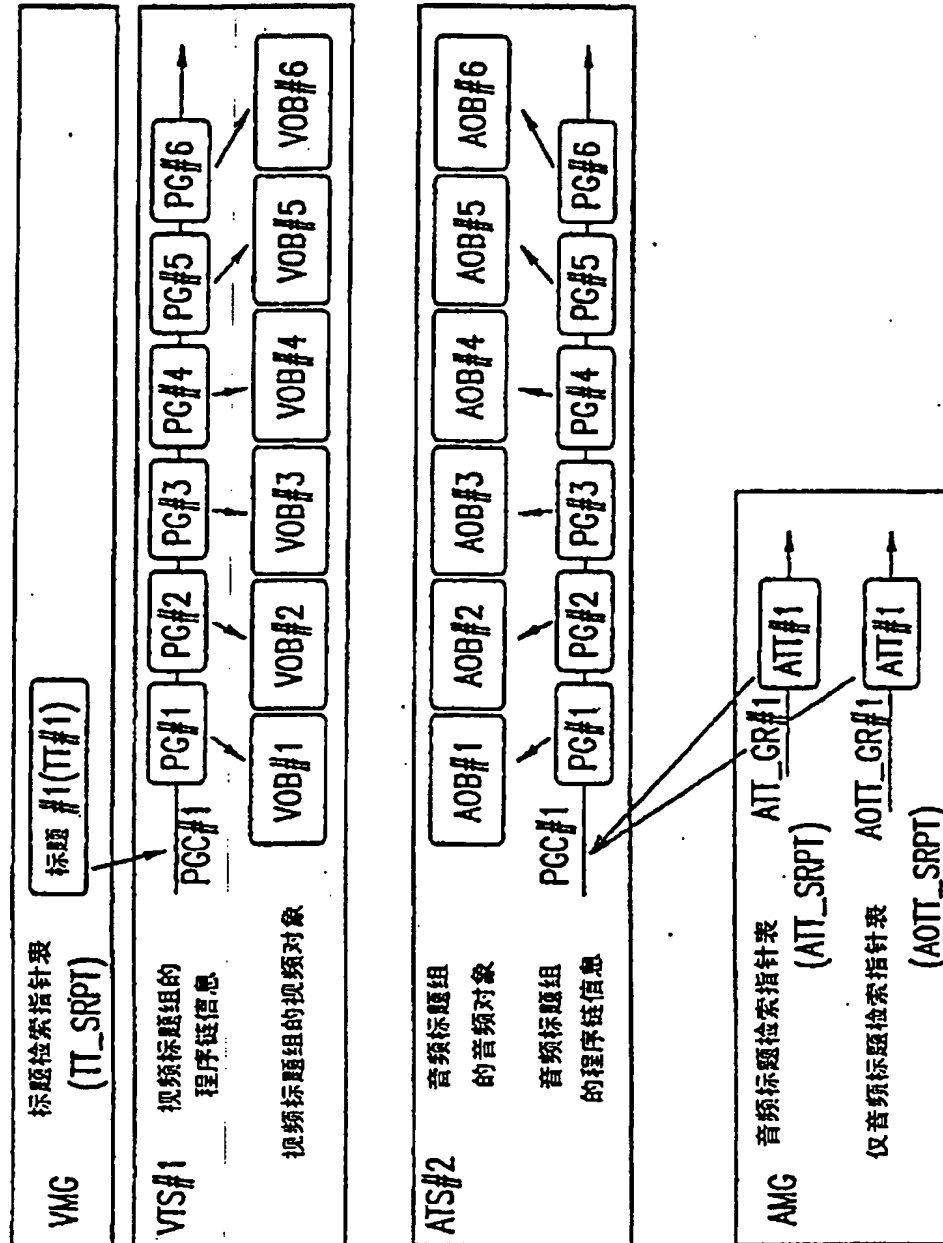 VMG
标题检索指针表
(TT_SRPT)
标题 #1(TT#1)
VTS#1
视频标题组的
程序链信息
PGC#1
PG#1
PG#2
PG#3
PG#4
PG#5
PG#6
视频标题组的视频对象
VOB#1
VOB#2
VOB#3
VOB#4
VOB#5
VOB#6
ATS#2
音频标题组
的音频对象
AOB#1
AOB#2
AOB#3
AOB#4
AOB#5
AOB#6
音频标题组
的程序链信息
PGC#1
PG#1
PG#2
PG#3
PG#4
PG#5
PG#6
AMG
音频标题检索指针表
(ATT_SRPT)
ATT_GR#1
ATT#1
仅音频标题检索指针表
(AOTT_SRPT)
AOTT_GR#1
ATT#1